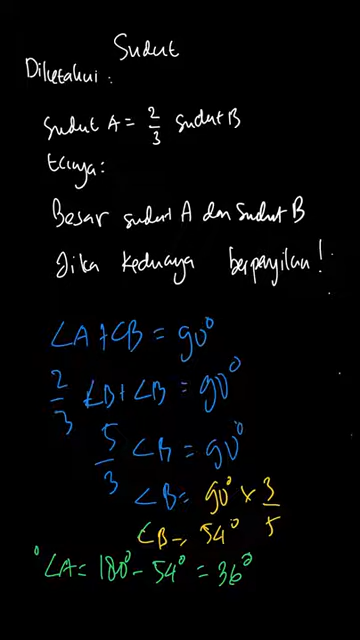 Sudut
Diketahui :
Sudut A = 2/3 sudut B
tanya:
Besar sudut A dan sudut B
Jika keduanya berpenyiku !
∠A + ∠B = 90°
2/3 ∠B + ∠B = 90°
5/3 ∠B = 90°
∠B = 90° × 3/5
∠B = 54°
∠A = 180° - 54° = 36°